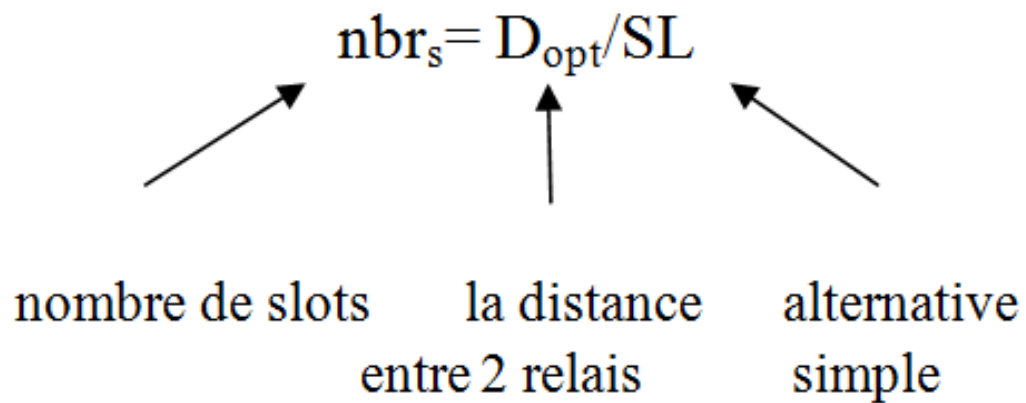 nbrₛ= Dₒₚₜ/SL
nombre de slots
la distance
entre 2 relais
alternative
simple